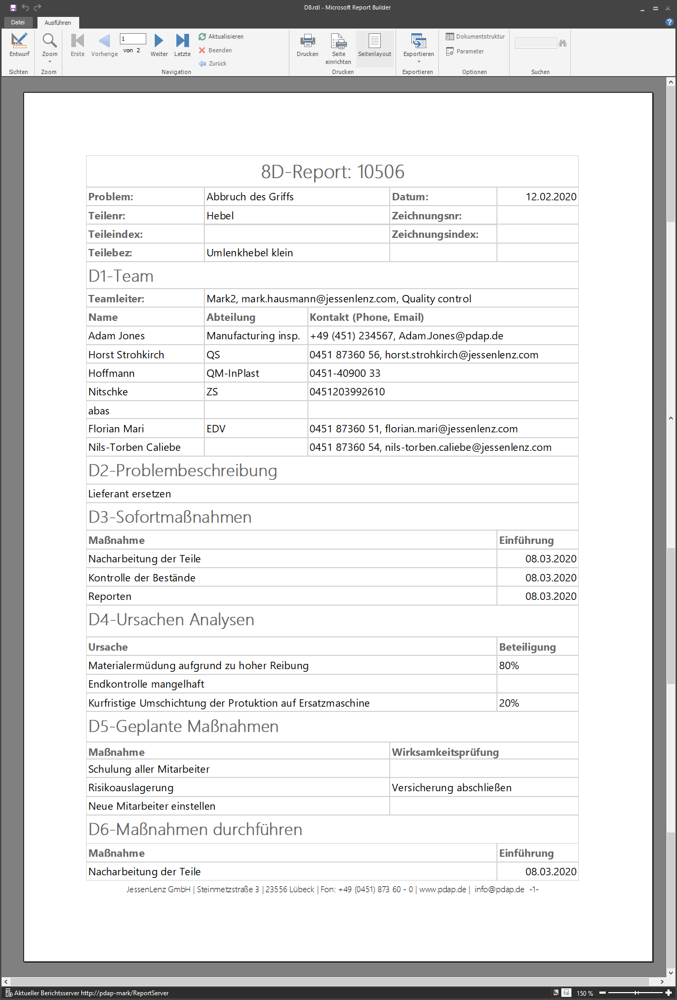 D8.rdl - Microsoft Report Builder
Datei Ausführen ?
Entwurf Zoom Erste Vorherige 1 von 2 Weiter Letzte Aktualisieren Beenden Zurück Drucken Seite einrichten Seitenlayout Exportieren Dokumentstruktur Parameter
Sichten Zoom Navigation Drucken Exportieren Optionen Suchen
8D-Report: 10506
Problem: Abbruch des Griffs Datum: 12.02.2020
Teilenr: Hebel Zeichnungsnr:
Teileindex: Zeichnungsindex:
Teilebez: Umlenkhebel klein
D1-Team
Teamleiter: Mark2, mark.hausmann@jessenlenz.com, Quality control
Name Abteilung Kontakt (Phone, Email)
Adam Jones Manufacturing insp. +49 (451) 234567, Adam.Jones@pdap.de
Horst Strohkirch QS 0451 87360 56, horst.strohkirch@jessenlenz.com
Hoffmann QM-InPlast 0451-40900 33
Nitschke ZS 0451203992610
abas
Florian Mari EDV 0451 87360 51, florian.mari@jessenlenz.com
Nils-Torben Caliebe 0451 87360 54, nils-torben.caliebe@jessenlenz.com
D2-Problembeschreibung
Lieferant ersetzen
D3-Sofortmaßnahmen
Maßnahme Einführung
Nacharbeitung der Teile 08.03.2020
Kontrolle der Bestände 08.03.2020
Reporten 08.03.2020
D4-Ursachen Analysen
Ursache Beteiligung
Materialermüdung aufgrund zu hoher Reibung 80%
Endkontrolle mangelhaft
Kurfristige Umschichtung der Protuktion auf Ersatzmaschine 20%
D5-Geplante Maßnahmen
Maßnahme Wirksamkeitsprüfung
Schulung aller Mitarbeiter
Risikoauslagerung Versicherung abschließen
Neue Mitarbeiter einstellen
D6-Maßnahmen durchführen
Maßnahme Einführung
Nacharbeitung der Teile 08.03.2020
JessenLenz GmbH | Steinmetzstraße 3 | 23556 Lübeck | Fon: +49 (0451) 873 60 - 0 | www.pdap.de | info@pdap.de -1-
Aktueller Berichtsserver http://pdap-mark/ReportServer 150 %